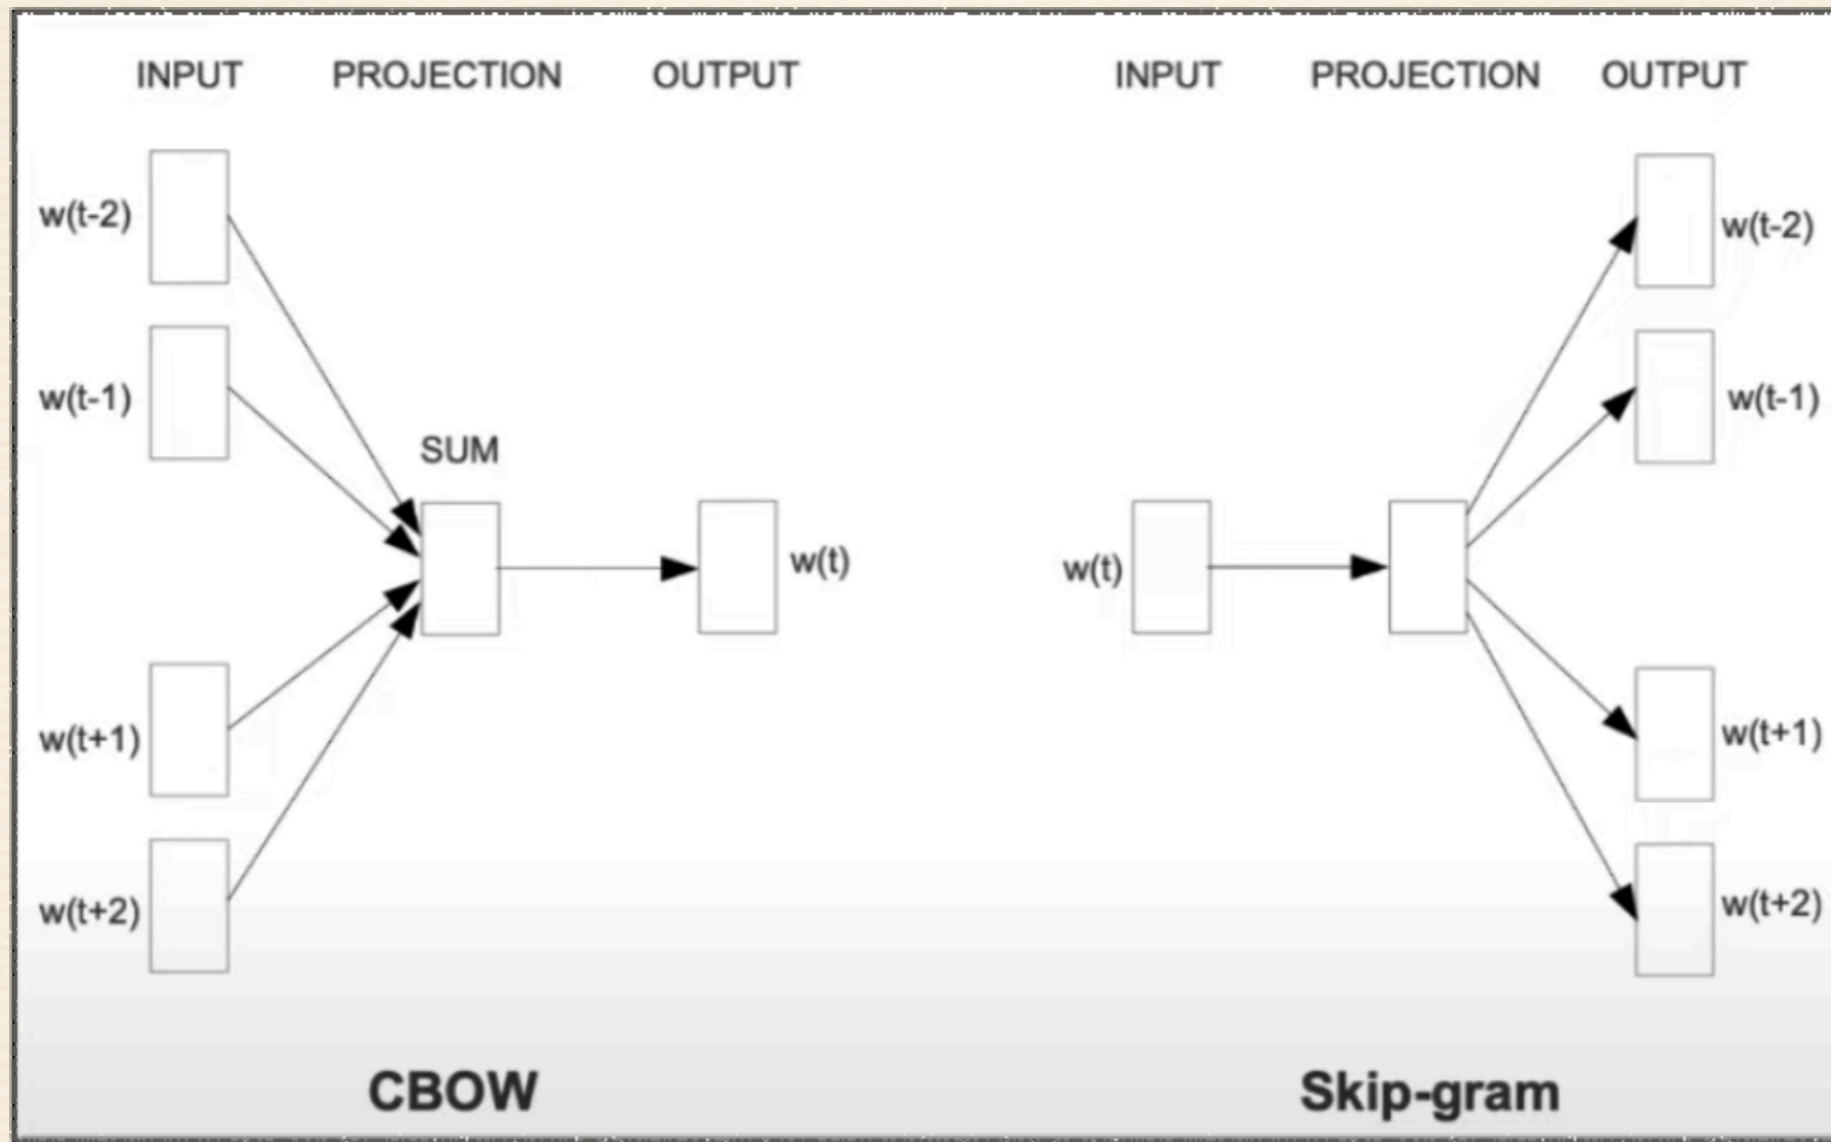 INPUT PROJECTION OUTPUT
w(t-2)
w(t-1)
SUM
w(t)
w(t+1)
w(t+2)
CBOW
INPUT PROJECTION OUTPUT
w(t-2)
w(t-1)
w(t)
w(t+1)
w(t+2)
Skip-gram